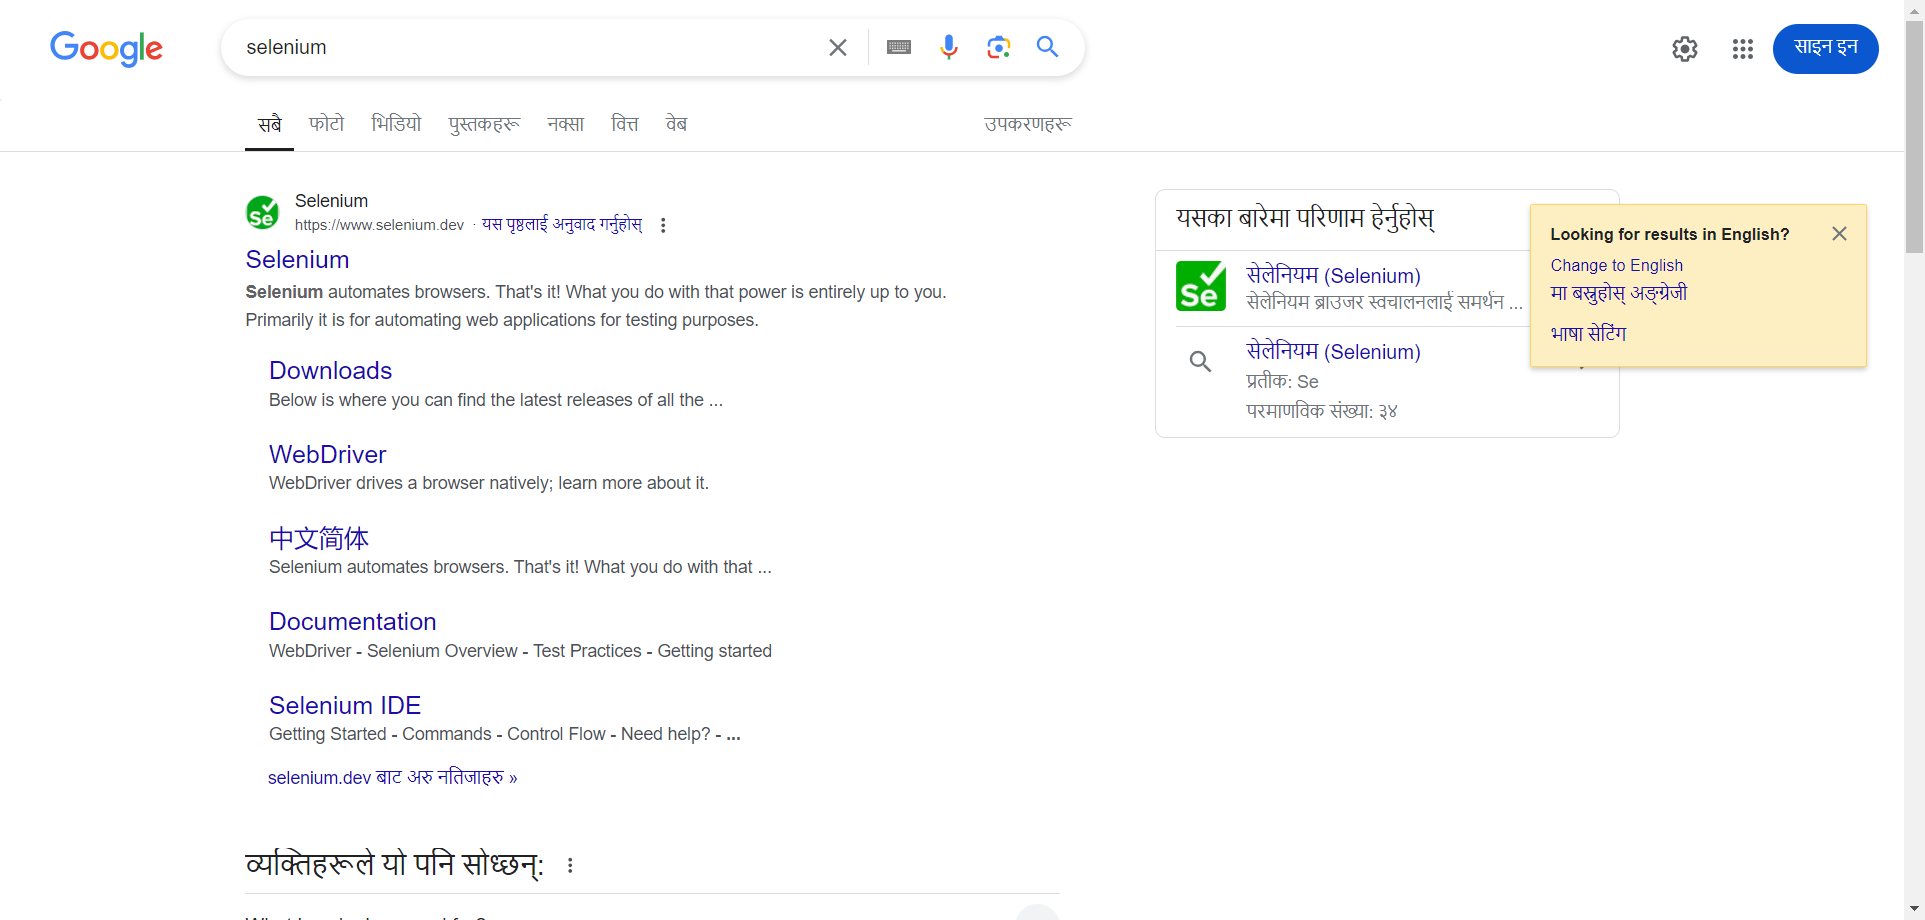 Google
selenium
साइन इन
सबै फोटो भिडियो पुस्तकहरू नक्सा वित्त वेब उपकरणहरू
Selenium
https://www.selenium.dev · यस पृष्ठलाई अनुवाद गर्नुहोस्
Selenium
Selenium automates browsers. That's it! What you do with that power is entirely up to you.
Primarily it is for automating web applications for testing purposes.
Downloads
Below is where you can find the latest releases of all the ...
WebDriver
WebDriver drives a browser natively; learn more about it.
中文简体
Selenium automates browsers. That's it! What you do with that ...
Documentation
WebDriver - Selenium Overview - Test Practices - Getting started
Selenium IDE
Getting Started - Commands - Control Flow - Need help? - ...
selenium.dev बाट अरु नतिजाहरु »
व्यक्तिहरूले यो पनि सोध्छन्:
यसका बारेमा परिणाम हेर्नुहोस्
Se
सेलेनियम (Selenium)
सेलेनियम ब्राउजर स्वचालनलाई समर्थन ...
सेलेनियम (Selenium)
प्रतीक: Se
परमाणविक संख्या: ३४
Looking for results in English?
Change to English
मा बस्नुहोस् अङ्ग्रेजी
भाषा सेटिंग